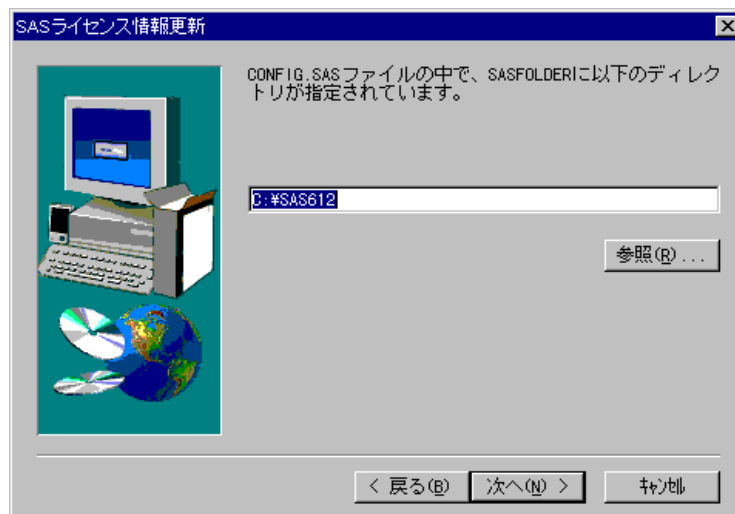 SASライセンス情報更新
CONFIG.SASファイルの中で、SASFOLDERに以下のディレク
トリが指定されています。
C:¥SAS612
参照(R)...
< 戻る(B)
次へ(N) >
ｷｬﾝｾﾙ